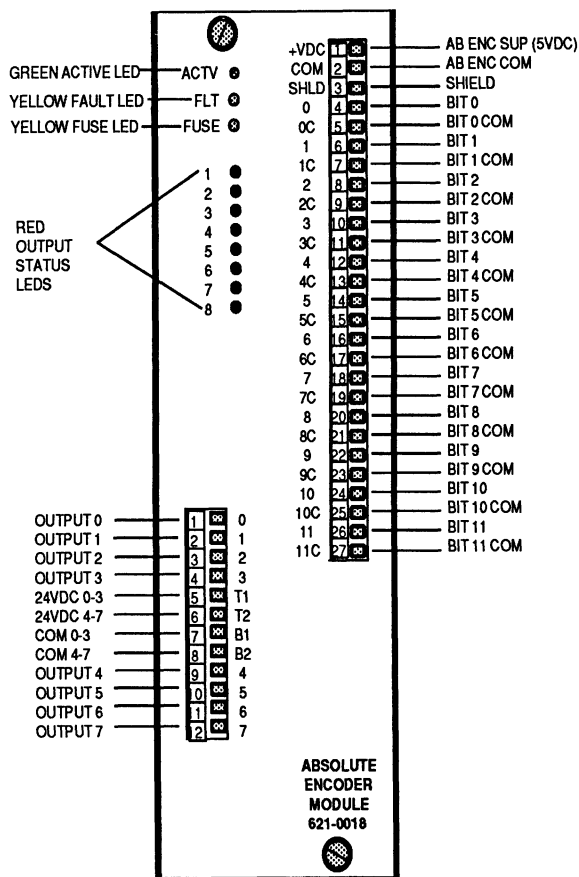 +VDC 1 AB ENC SUP (5VDC)
COM 2 AB ENC COM
SHLD 3 SHIELD
0 4 BIT 0
0C 5 BIT 0 COM
1 6 BIT 1
1C 7 BIT 1 COM
2 8 BIT 2
2C 9 BIT 2 COM
3 10 BIT 3
3C 11 BIT 3 COM
4 12 BIT 4
4C 13 BIT 4 COM
5 14 BIT 5
5C 15 BIT 5 COM
6 16 BIT 6
6C 17 BIT 6 COM
7 18 BIT 7
7C 19 BIT 7 COM
8 20 BIT 8
8C 21 BIT 8 COM
9 22 BIT 9
9C 23 BIT 9 COM
10 24 BIT 10
10C 25 BIT 10 COM
11 26 BIT 11
11C 27 BIT 11 COM
GREEN ACTIVE LED ACTV
YELLOW FAULT LED FLT
YELLOW FUSE LED FUSE
1
2
3
4
5
6
7
8
RED
OUTPUT
STATUS
LEDS
OUTPUT 0 1 0
OUTPUT 1 2 1
OUTPUT 2 3 2
OUTPUT 3 4 3
24VDC 0-3 5 T1
24VDC 4-7 6 T2
COM 0-3 7 B1
COM 4-7 8 B2
OUTPUT 4 9 4
OUTPUT 5 10 5
OUTPUT 6 11 6
OUTPUT 7 12 7
ABSOLUTE
ENCODER
MODULE
621-0018